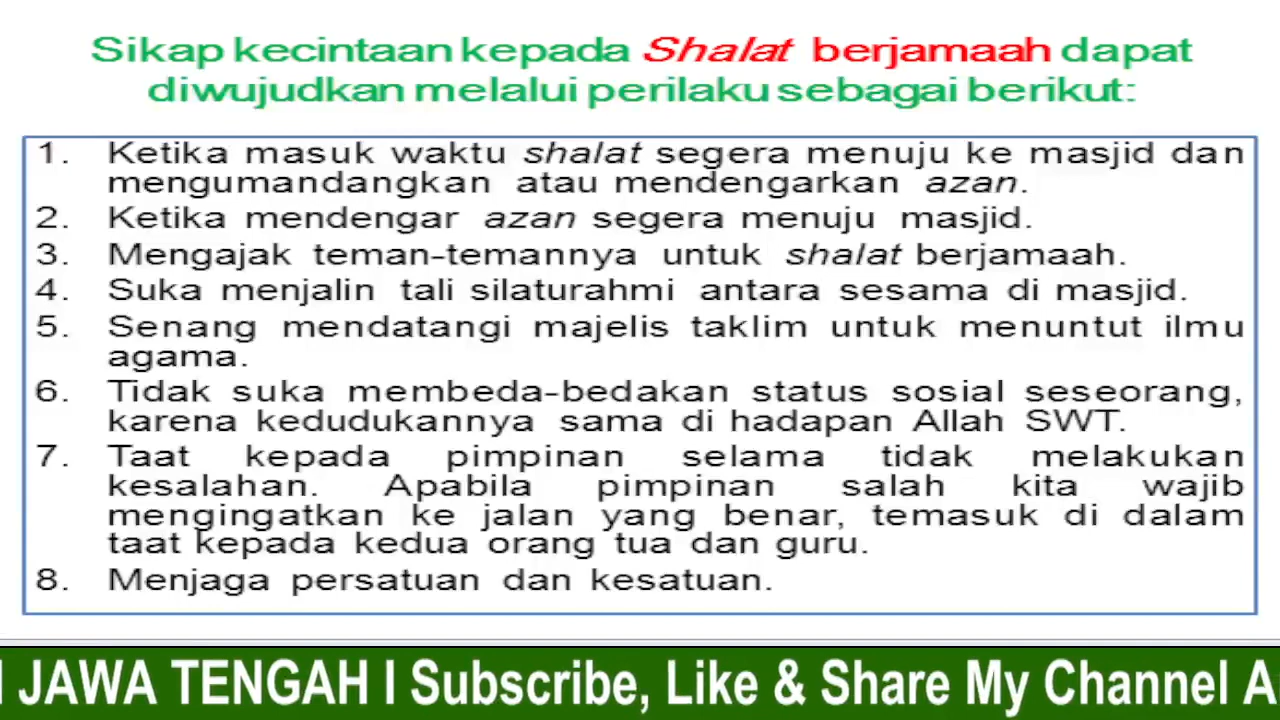 Sikap kecintaan kepada Shalat berjamaah dapat
diwujudkan melalui perilaku sebagai berikut:
1. Ketika masuk waktu shalat segera menuju ke masjid dan
mengumandangkan atau mendengarkan azan.
2. Ketika mendengar azan segera menuju masjid.
3. Mengajak teman-temannya untuk shalat berjamaah.
4. Suka menjalin tali silaturahmi antara sesama di masjid.
5. Senang mendatangi majelis taklim untuk menuntut ilmu
agama.
6. Tidak suka membeda-bedakan status sosial seseorang,
karena kedudukannya sama di hadapan Allah SWT.
7. Taat kepada pimpinan selama tidak melakukan
kesalahan. Apabila pimpinan salah kita wajib
mengingatkan ke jalan yang benar, temasuk di dalam
taat kepada kedua orang tua dan guru.
8. Menjaga persatuan dan kesatuan.
I JAWA TENGAH I Subscribe, Like & Share My Channel A